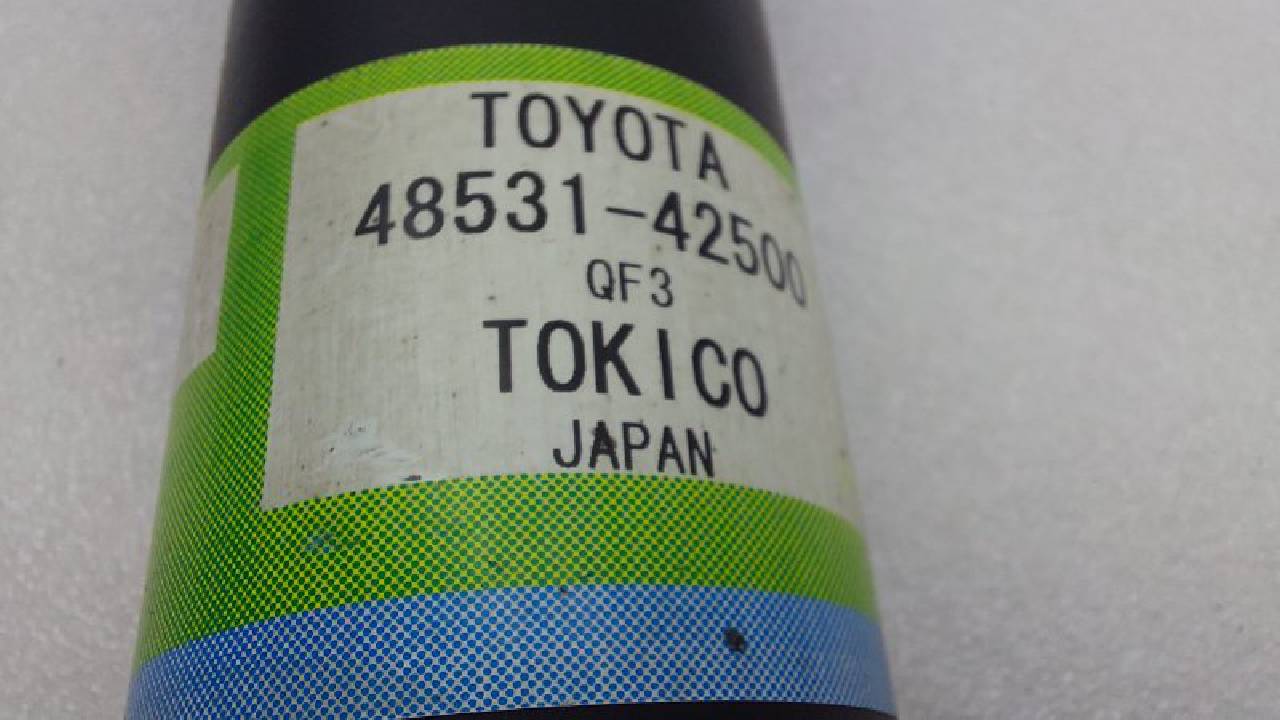 TOYOTA
48531-42500
QF3
TOKICO
JAPAN